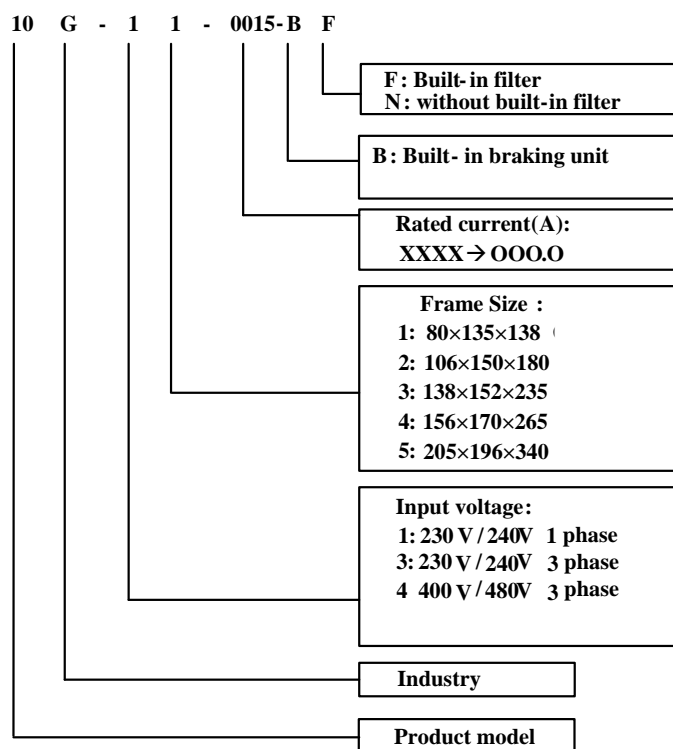 10 G - 1 1 - 0015-B F
F: Built-in filter
N: without built-in filter
B: Built- in braking unit
Rated current(A):
XXXX→OOO.O
Frame Size :
1: 80×135×138 (
2: 106×150×180
3: 138×152×235
4: 156×170×265
5: 205×196×340
Input voltage:
1: 230 V / 240V 1 phase
3: 230 V / 240V 3 phase
4 400 V / 480V 3 phase
Industry
Product model